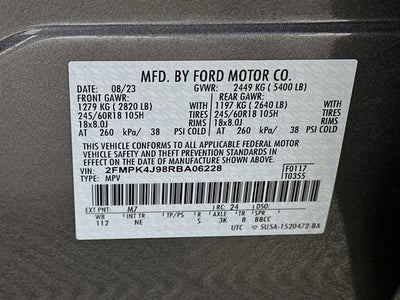 MFD. BY FORD MOTOR CO.
DATE: 08/23 GVWR: 2449 KG ( 5400 LB)
FRONT GAWR: REAR GAWR:
1279 KG ( 2820 LB) WITH 1197 KG ( 2640 LB) WITH
245/60R18 105H TIRES 245/60R18 105H TIRES
18x8.0J RIMS 18x8.0J RIMS
AT 260 kPa/ 38 PSI COLD AT 260 kPa/ 38 PSI COLD
THIS VEHICLE CONFORMS TO ALL APPLICABLE FEDERAL MOTOR
VEHICLE SAFETY AND THEFT PREVENTION STANDARDS IN EFFECT
ON THE DATE OF MANUFACTURE SHOWN ABOVE.
VIN: 2FMPK4J98RBA06228 F0117
TYPE: MPV T0355
EXT PNT: M7 RC: 24 DSO:
WB INT TR TP/PS R AXLE TR SPR
112 NE S 3K B BBCC
UTC 5U5A-1520472-BA